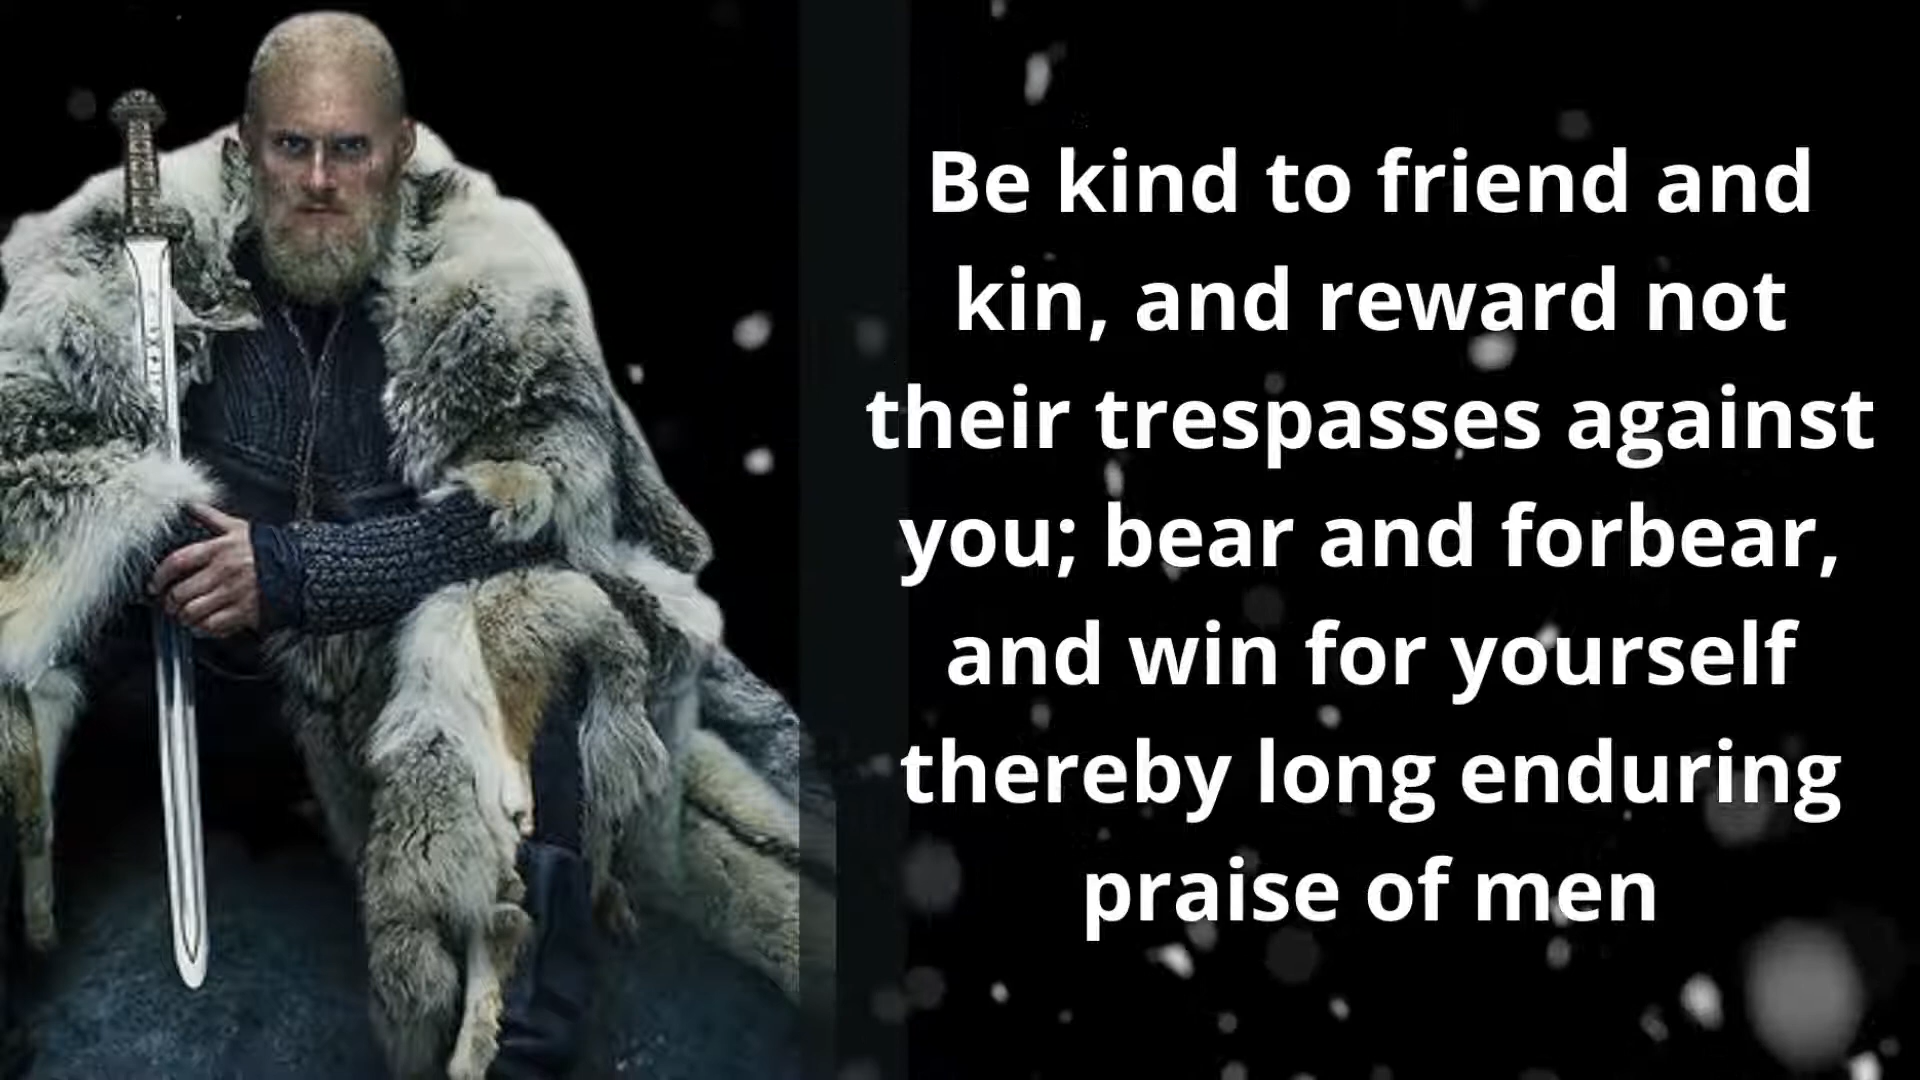 Be kind to friend and
kin, and reward not
their trespasses against
you; bear and forbear,
and win for yourself
thereby long enduring
praise of men